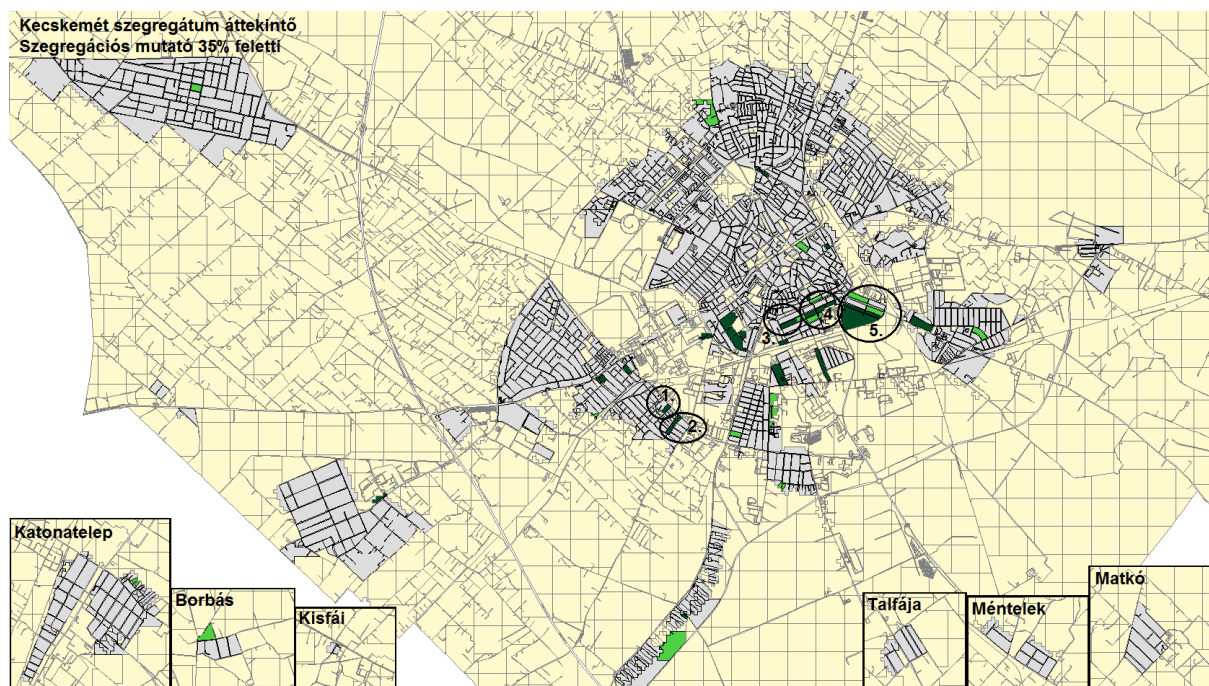 Kecskemét szegregátum áttekintő
Szegregációs mutató 35% feletti
4.
5.
3.
1.
2.
Katonatelep
Borbás
Kisfái
Talfája
Méntelek
Matkó